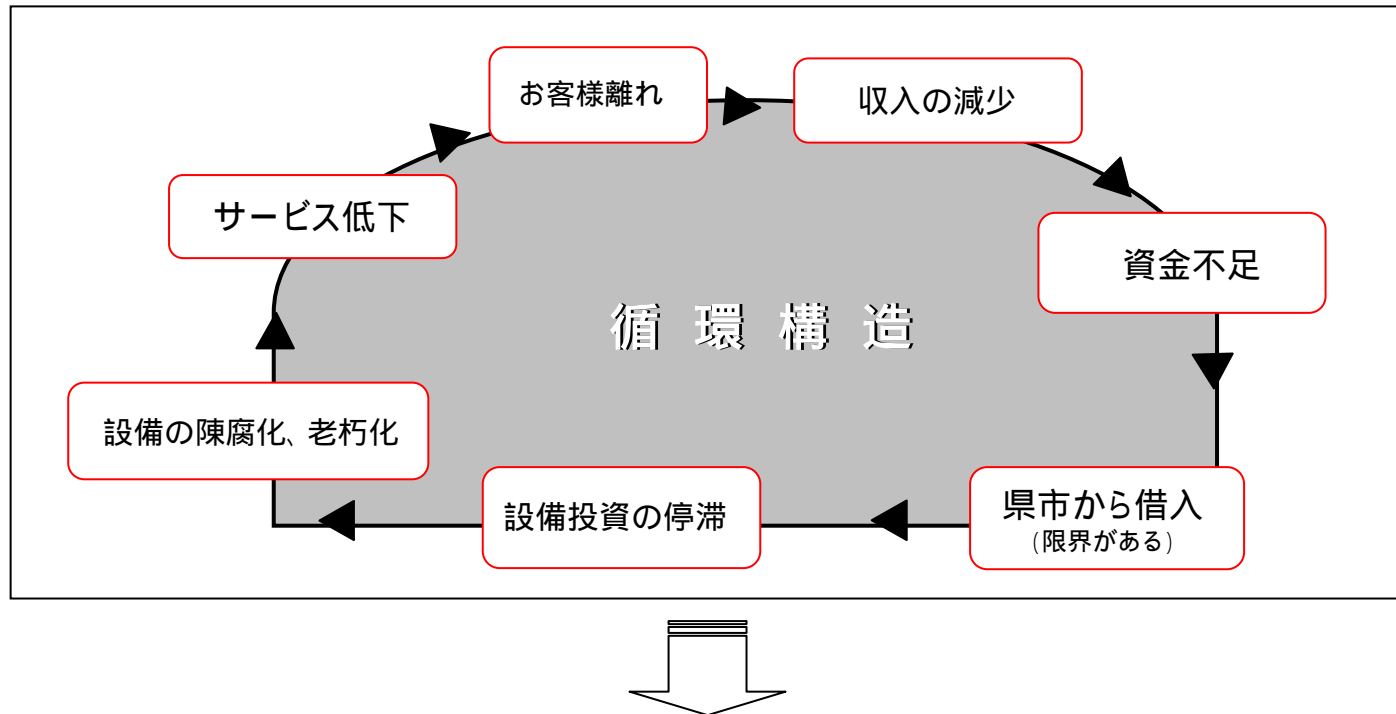 お客様離れ
収入の減少
サービス低下
資金不足
循環構造
設備の陳腐化、老朽化
設備投資の停滞
県市から借入
(限界がある)